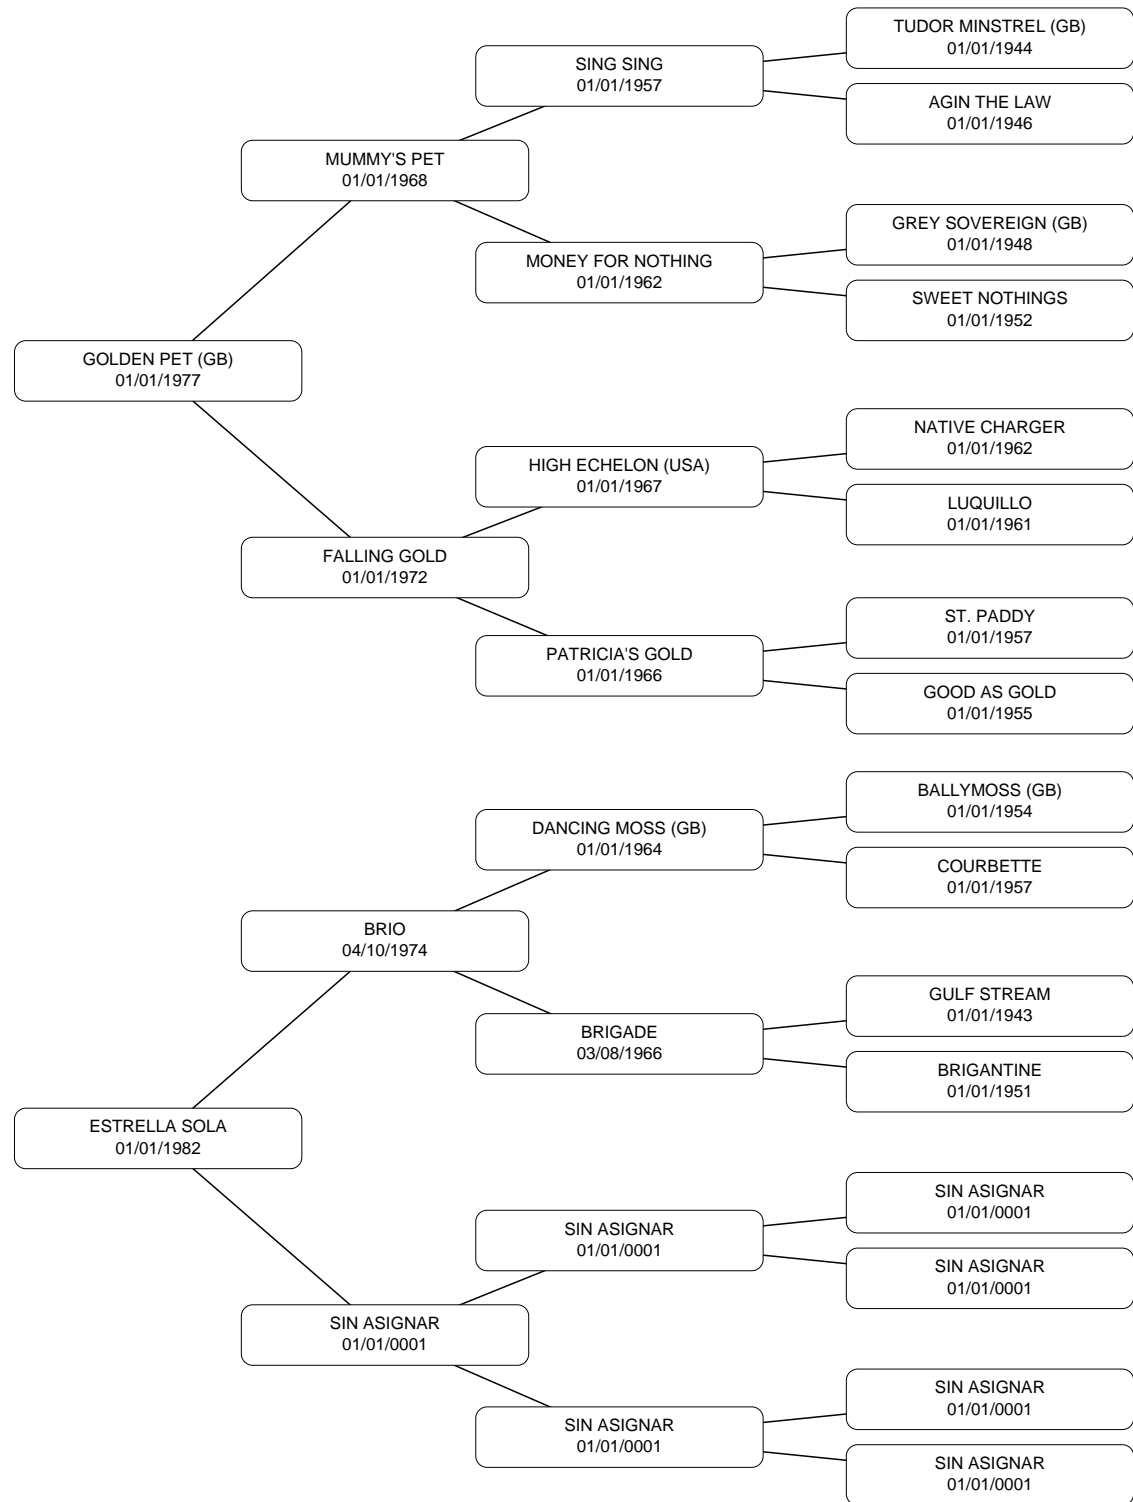 TUDOR MINSTREL (GB)
01/01/1944
SING SING
01/01/1957
AGIN THE LAW
01/01/1946
MUMMY'S PET
01/01/1968
GREY SOVEREIGN (GB)
01/01/1948
MONEY FOR NOTHING
01/01/1962
SWEET NOTHINGS
01/01/1952
GOLDEN PET (GB)
01/01/1977
NATIVE CHARGER
01/01/1962
HIGH ECHELON (USA)
01/01/1967
LUQUILLO
01/01/1961
FALLING GOLD
01/01/1972
ST. PADDY
01/01/1957
PATRICIA'S GOLD
01/01/1966
GOOD AS GOLD
01/01/1955
BALLYMOSS (GB)
01/01/1954
DANCING MOSS (GB)
01/01/1964
COURBETTE
01/01/1957
BRIO
04/10/1974
GULF STREAM
01/01/1943
BRIGADE
03/08/1966
BRIGANTINE
01/01/1951
ESTRELLA SOLA
01/01/1982
SIN ASIGNAR
01/01/0001
SIN ASIGNAR
01/01/0001
SIN ASIGNAR
01/01/0001
SIN ASIGNAR
01/01/0001
SIN ASIGNAR
01/01/0001
SIN ASIGNAR
01/01/0001
SIN ASIGNAR
01/01/0001